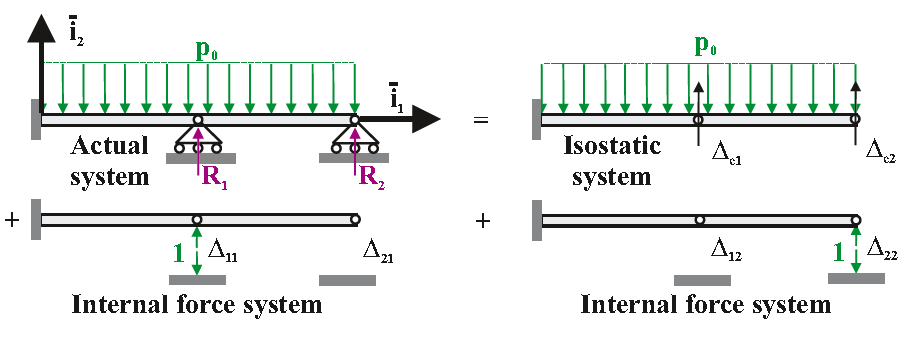 ī₂
p₀
p₀
ī₁
=
Actual
system
R₁
R₂
Isostatic
system
Δc1
Δc2
+
1
Δ₁₁
Δ₂₁
+
Δ₁₂
1
Δ₂₂
Internal force system
Internal force system